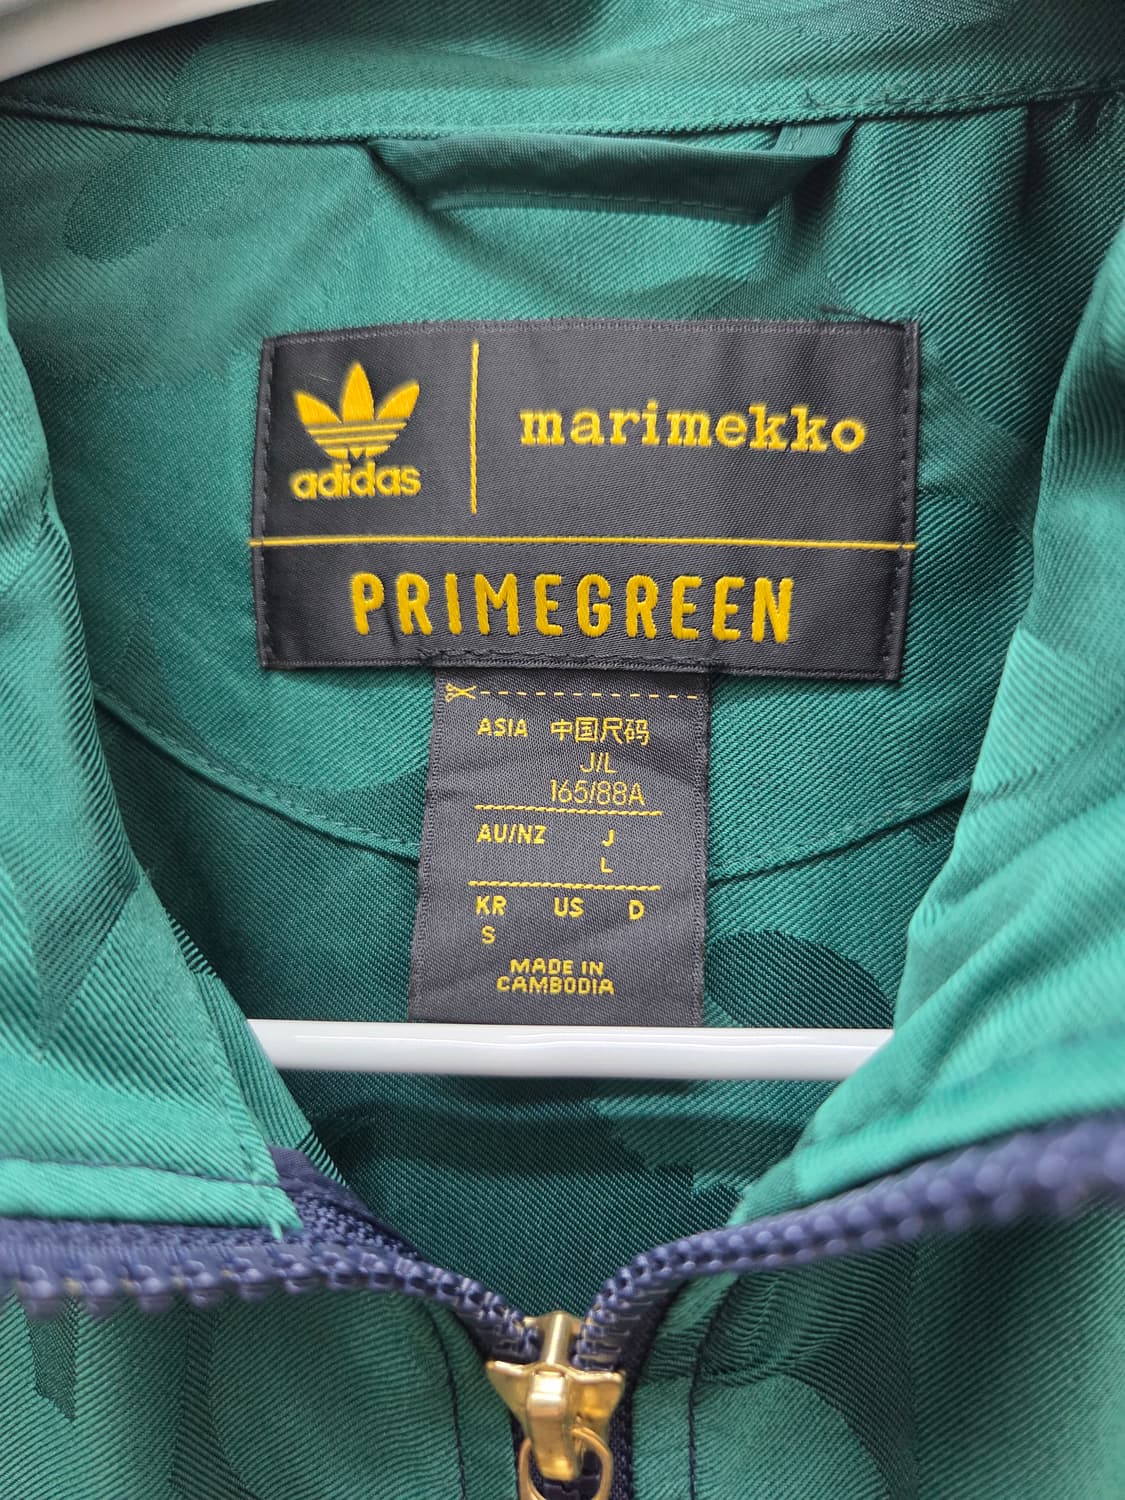 adidas
marimekko
PRIMEGREEN
ASIA 中国尺码
J/L
165/88A
AU/NZ J
L
KR US D
S
MADE IN
CAMBODIA